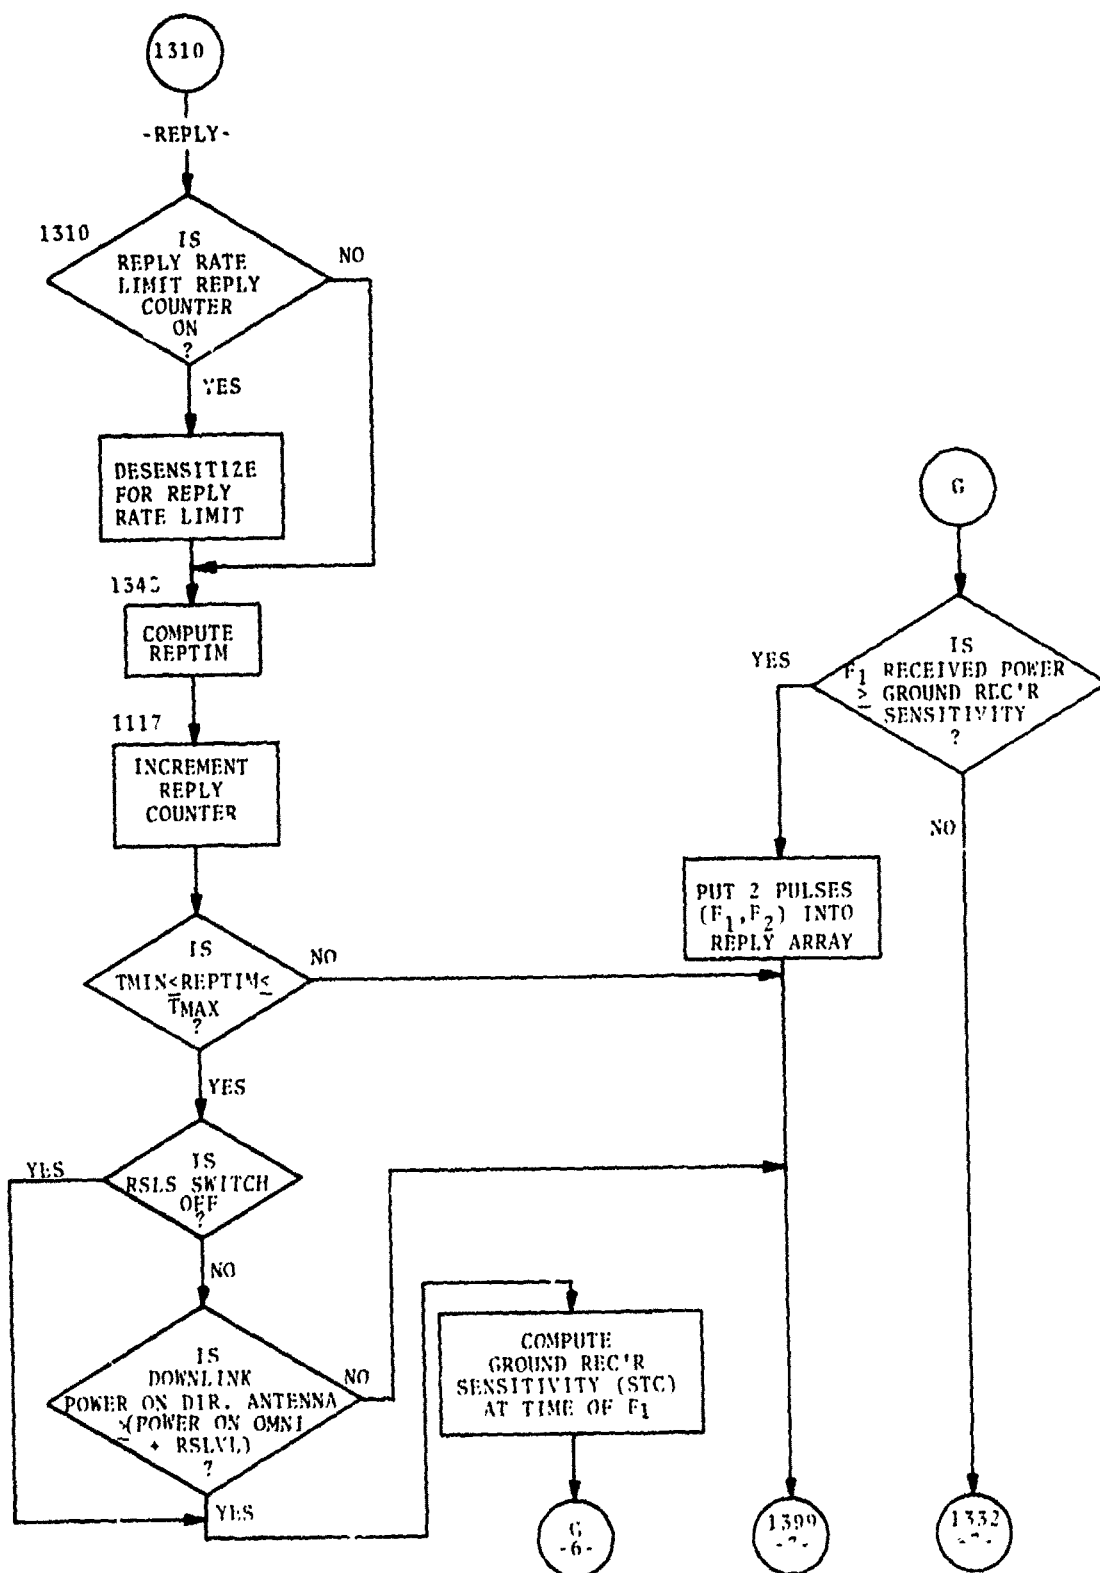 1310
-REPLY-
1310
IS
REPLY RATE
LIMIT REPLY
COUNTER
ON
?
NO
YES
DESENSITIZE
FOR REPLY
RATE LIMIT
COMPUTE
REPTIM
1117
INCREMENT
REPLY
COUNTER
IS
TMIN≤REPTIM≤
TMAX
?
NO
YES
IS
RSLS SWITCH
OFF
?
YES
NO
IS
DOWNLINK
POWER ON DIR. ANTENNA
≥(POWER ON OMNI
+ RSLVL)
?
NO
YES
COMPUTE
GROUND REC'R
SENSITIVITY (STC)
AT TIME OF F1
G
-6-
G
IS
F1 RECEIVED POWER
≥ GROUND REC'R
SENSITIVITY
?
YES
NO
PUT 2 PULSES
(F1,F2) INTO
REPLY ARRAY
1399
1332